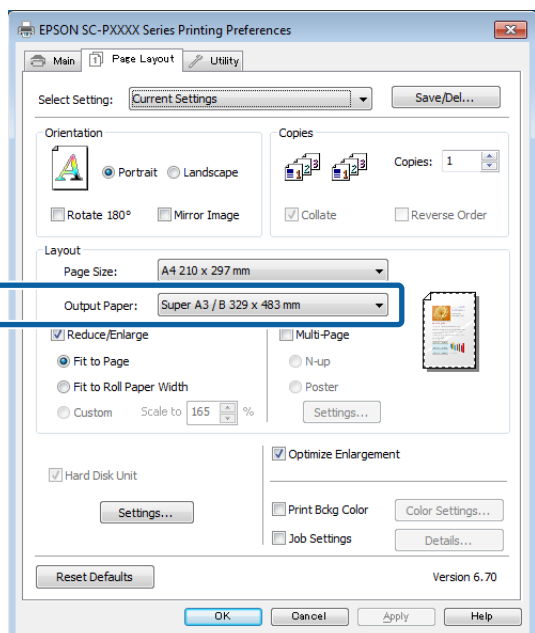 EPSON SC-PXXXX Series Printing Preferences
Main Page Layout Utility
Select Setting: Current Settings Save/Del...
Orientation Copies
Portrait Landscape Copies: 1
Rotate 180° Mirror Image Collate Reverse Order
Layout
Page Size: A4 210 x 297 mm
Output Paper: Super A3 / B 329 x 483 mm
Reduce/Enlarge Multi-Page
Fit to Page N-up
Fit to Roll Paper Width Poster
Custom Scale to 165 % Settings...
Optimize Enlargement
Hard Disk Unit
Settings... Print Bckg Color Color Settings...
Job Settings Details...
Reset Defaults Version 6.70
OK Cancel Apply Help